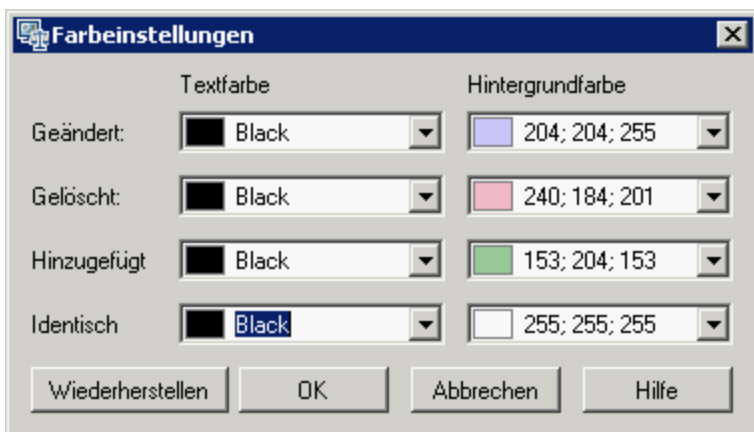 Farbeinstellungen
Textfarbe Hintergrundfarbe
Geändert: Black 204; 204; 255
Gelöscht: Black 240; 184; 201
Hinzugefügt Black 153; 204; 153
Identisch Black 255; 255; 255
Wiederherstellen OK Abbrechen Hilfe